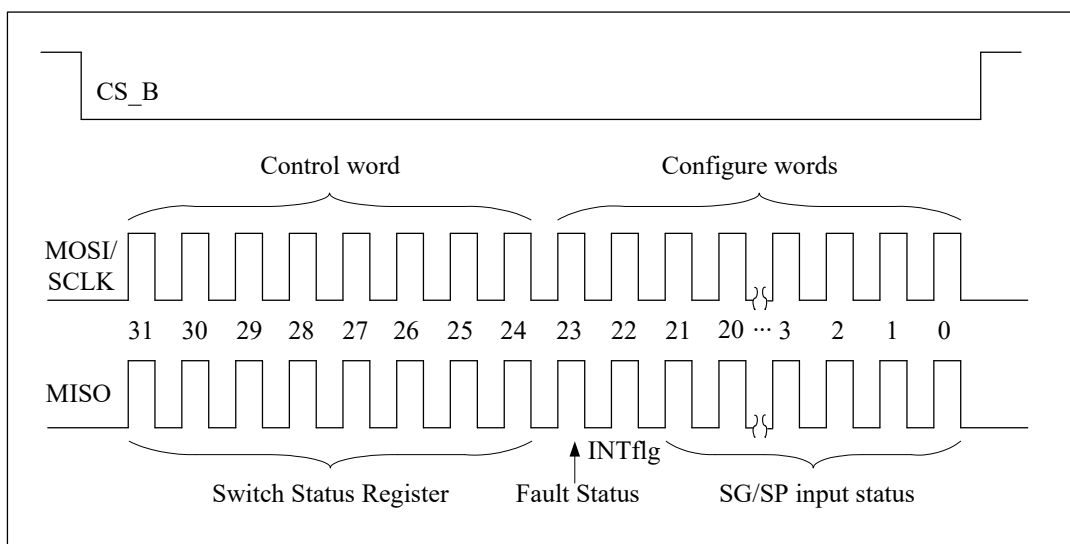 CS_B
Control word Configure words
MOSI/
SCLK
31 30 29 28 27 26 25 24 23 22 21 20 ... 3 2 1 0
MISO
INTflg
Switch Status Register Fault Status SG/SP input status